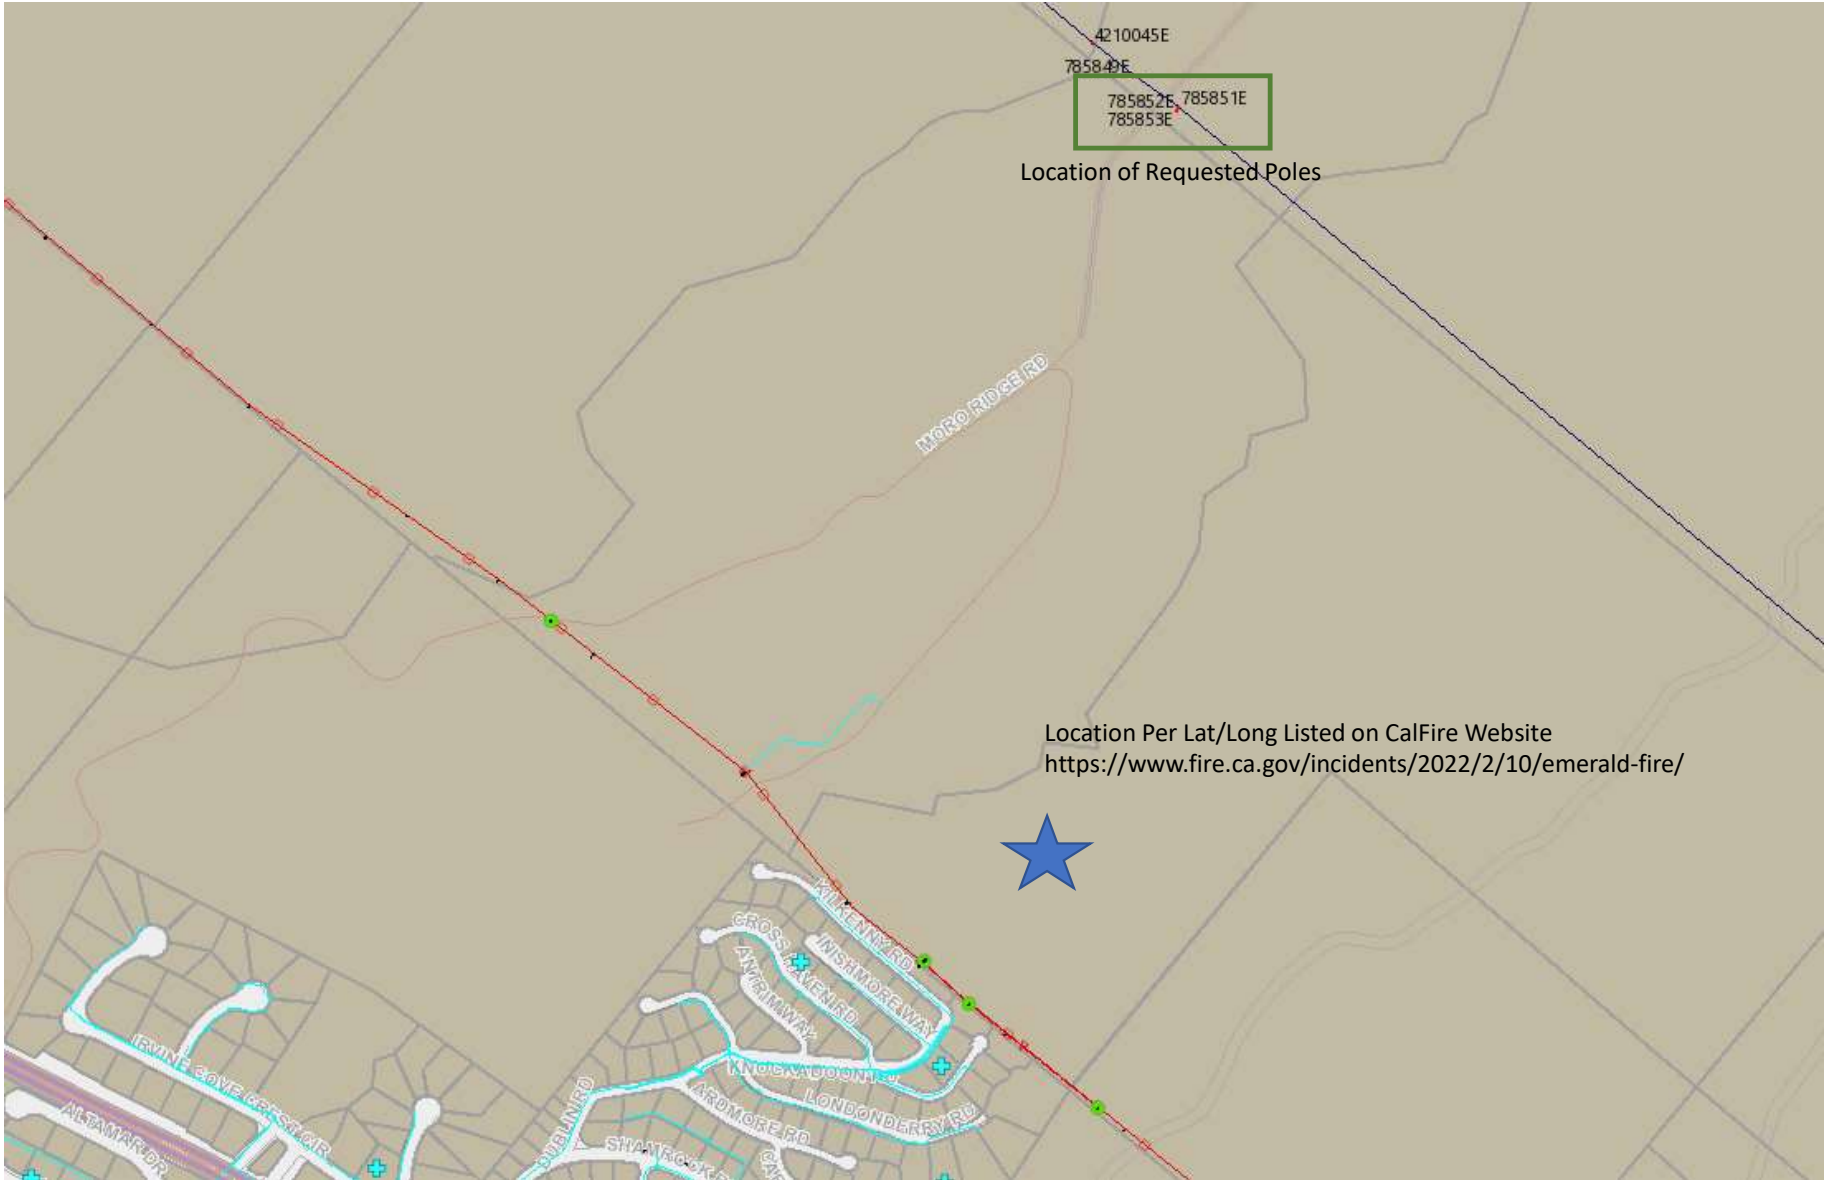 4210045E
785849E
785852E
785851E
785853E
Location of Requested Poles
MORO RIDGE RD
Location Per Lat/Long Listed on CalFire Website
https://www.fire.ca.gov/incidents/2022/2/10/emerald-fire/
KILKENNY RD
CROSS HAVEN RD
INISHMORE WAY
ANTRIM WAY
IRVINE COVE
CIR
KNOCKADOON
ARDMORE RD
LONDONDERRY RD
DUBLIN RD
ALTAMAR DR
SHAMROCK